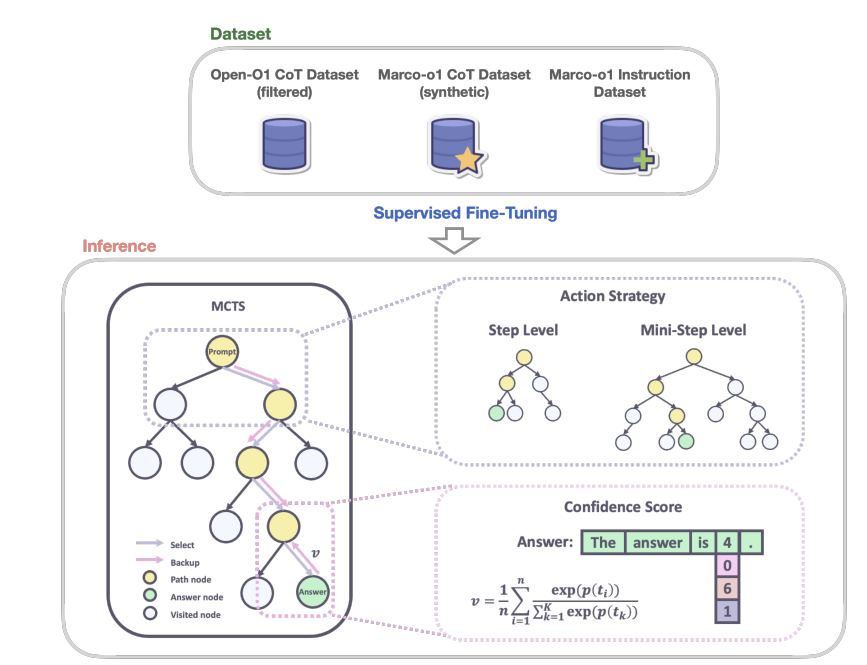 Dataset
Open-O1 CoT Dataset
(filtered)
Marco-o1 CoT Dataset
(synthetic)
Marco-o1 Instruction
Dataset
Supervised Fine-Tuning
Inference
MCTS
Prompt
v
Answer
Select
Backup
Path node
Answer node
Visited node
Action Strategy
Step Level
Mini-Step Level
Confidence Score
Answer: The answer is 4 .
0
6
1
v = \frac{1}{n} \sum_{i=1}^{n} \frac{\exp(p(t_i))}{\sum_{k=1}^{K} \exp(p(t_k))}